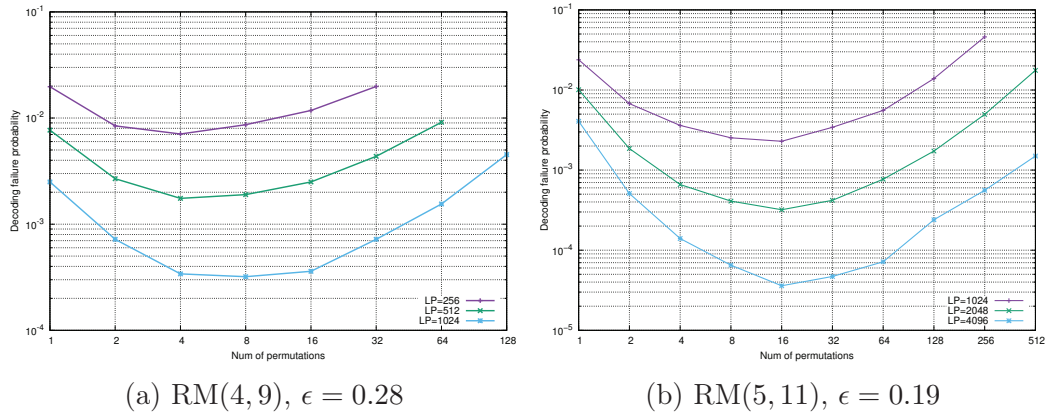 10^{-1}
10^{-2}
10^{-3}
10^{-4}
Decoding failure probability
LP=256
LP=512
LP=1024
1 2 4 8 16 32 64 128
Num of permutations
(a) RM(4, 9), ϵ = 0.28
10^{-1}
10^{-2}
10^{-3}
10^{-4}
10^{-5}
Decoding failure probability
LP=1024
LP=2048
LP=4096
1 2 4 8 16 32 64 128 256 512
Num of permutations
(b) RM(5, 11), ϵ = 0.19